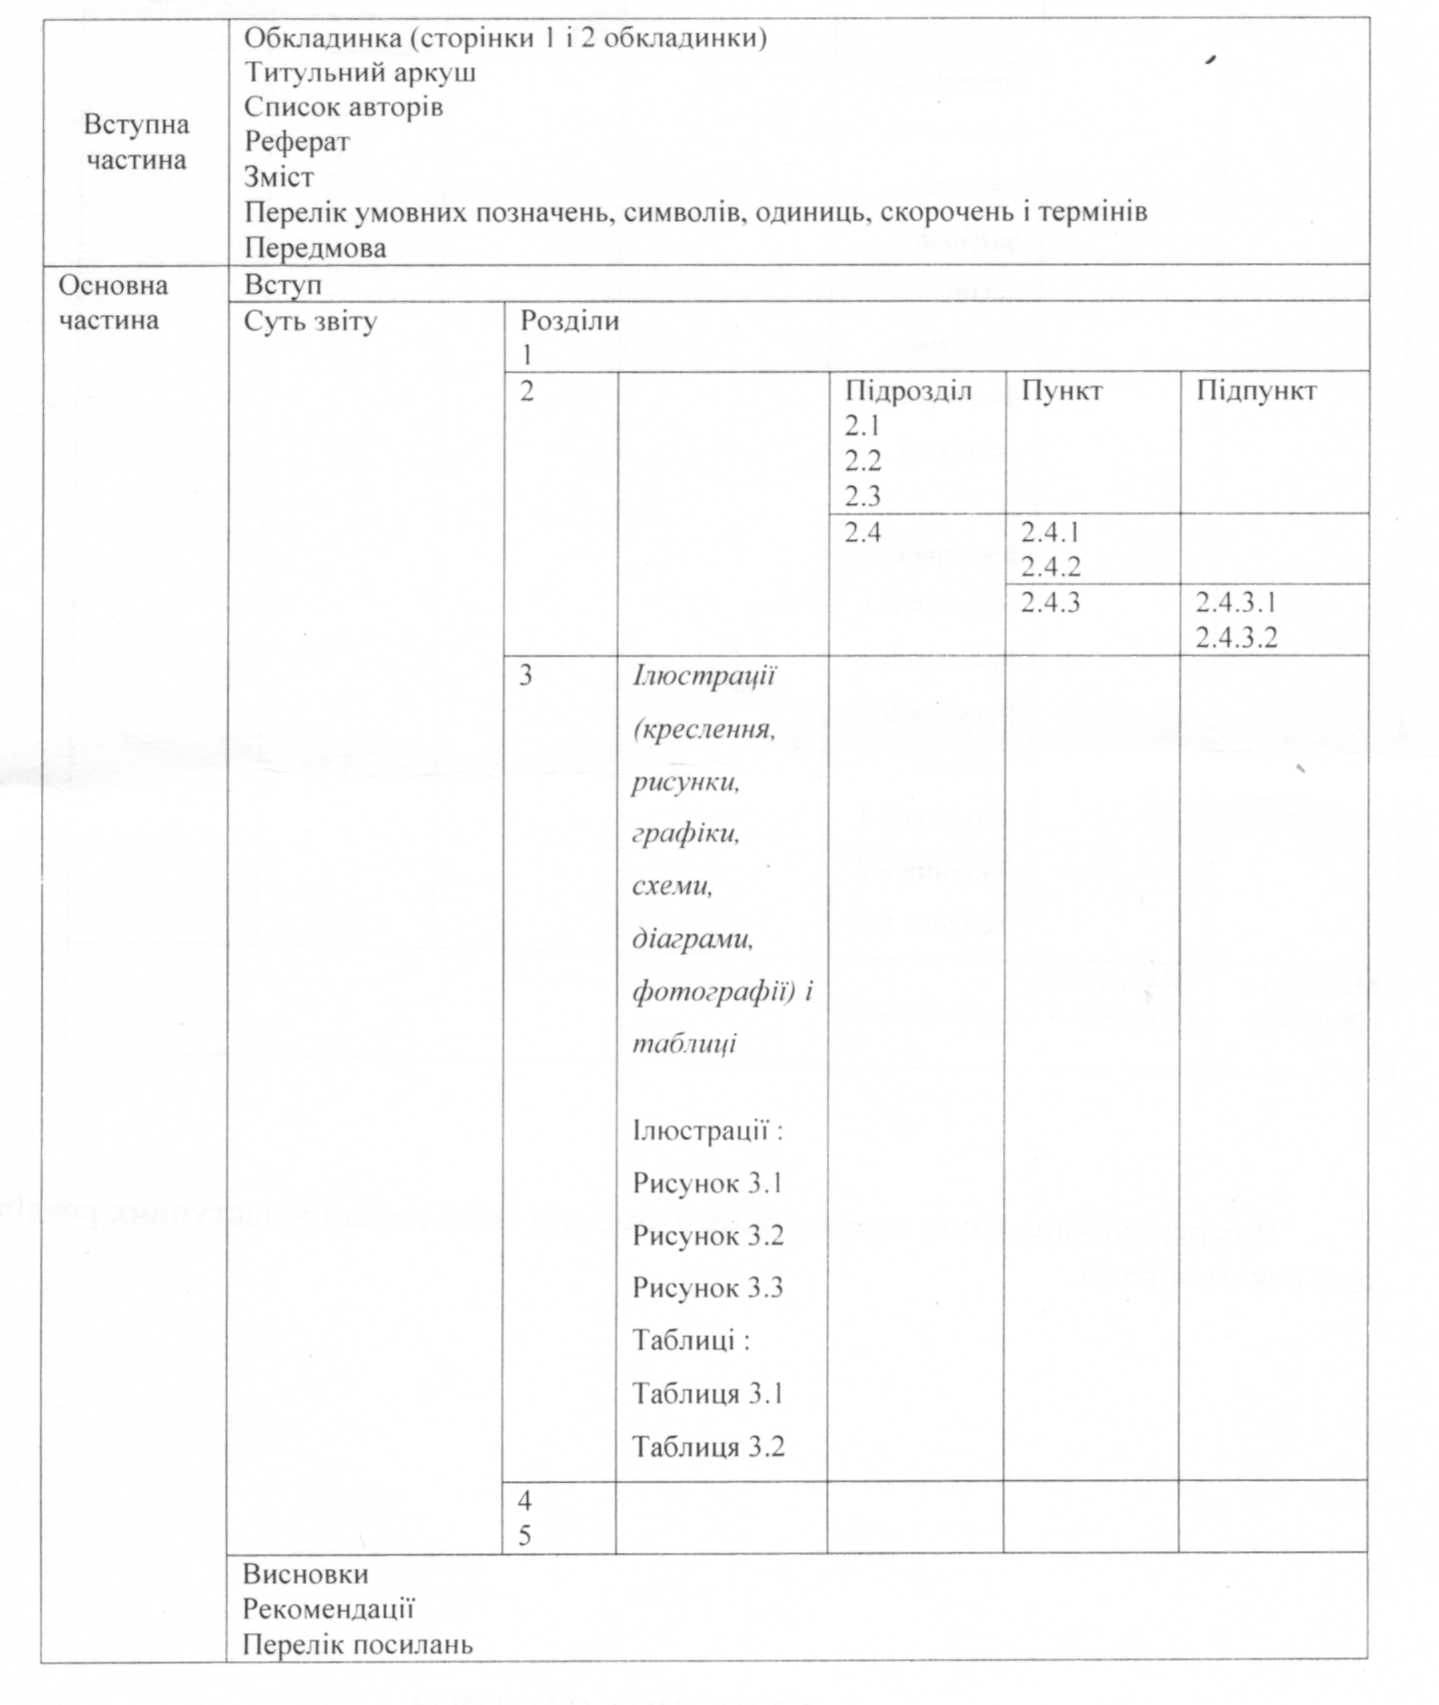 Вступна
частина
Обкладинка (сторінки 1 і 2 обкладинки)
Титульний аркуш
Список авторів
Реферат
Зміст
Перелік умовних позначень, символів, одиниць, скорочень і термінів
Передмова
Основна
частина
Вступ
Суть звіту
Розділи
1
2
Підрозділ
2.1
2.2
2.3
Пункт
Підпункт
2.4
2.4.1
2.4.2
2.4.3
2.4.3.1
2.4.3.2
3
Ілюстрації
(креслення,
рисунки,
графіки,
схеми,
діаграми,
фотографії) і
таблиці
Ілюстрації :
Рисунок 3.1
Рисунок 3.2
Рисунок 3.3
Таблиці :
Таблиця 3.1
Таблиця 3.2
4
5
Висновки
Рекомендації
Перелік посилань